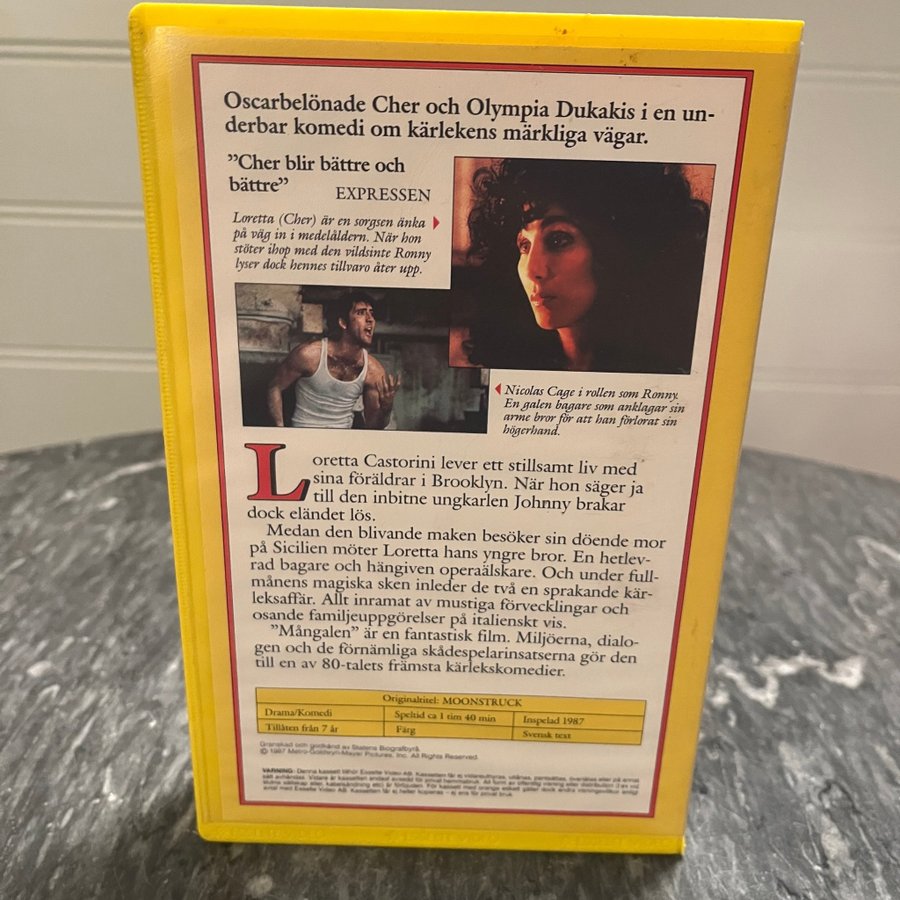 Oscarbelönade Cher och Olympia Dukakis i en un-
derbar komedi om kärlekens märkliga vägar.
”Cher blir bättre och
bättre”
EXPRESSEN
Loretta (Cher) är en sorgsen änka
på väg in i medelåldern. När hon
stöter ihop med den vildsinte Ronny
lyser dock hennes tillvaro åter upp.
Nicolas Cage i rollen som Ronny.
En galen bagare som anklagar sin
arme bror för att han förlorat sin
högerhand.
Loretta Castorini lever ett stillsamt liv med
sina föräldrar i Brooklyn. När hon säger ja
till den inbitne ungkarlen Johnny brakar
dock eländet lös.
Medan den blivande maken besöker sin döende mor
på Sicilien möter Loretta hans yngre bror. En hetlev-
rad bagare och hängiven operaälskare. Och under full-
månens magiska sken inleder de två en sprakande kär-
leksaffär. Allt inramat av mustiga förvecklingar och
osande familjeuppgörelser på italienskt vis.
”Mångalen” är en fantastisk film. Miljöerna, dialo-
gen och de förnämliga skådespelarinsatserna gör den
till en av 80-talets främsta kärlekskomedier.
Originaltitel: MOONSTRUCK
Drama/Komedi Speltid ca 1 tim 40 min Inspelad 1987
Tillåten från 7 år Färg Svensk text
Granskad och godkänd av Statens Biografbyrå.
© 1987 Metro-Goldwyn-Mayer Pictures, Inc. All Rights Reserved.
VARNING: Denna kassett tillhör Esselte Video AB.